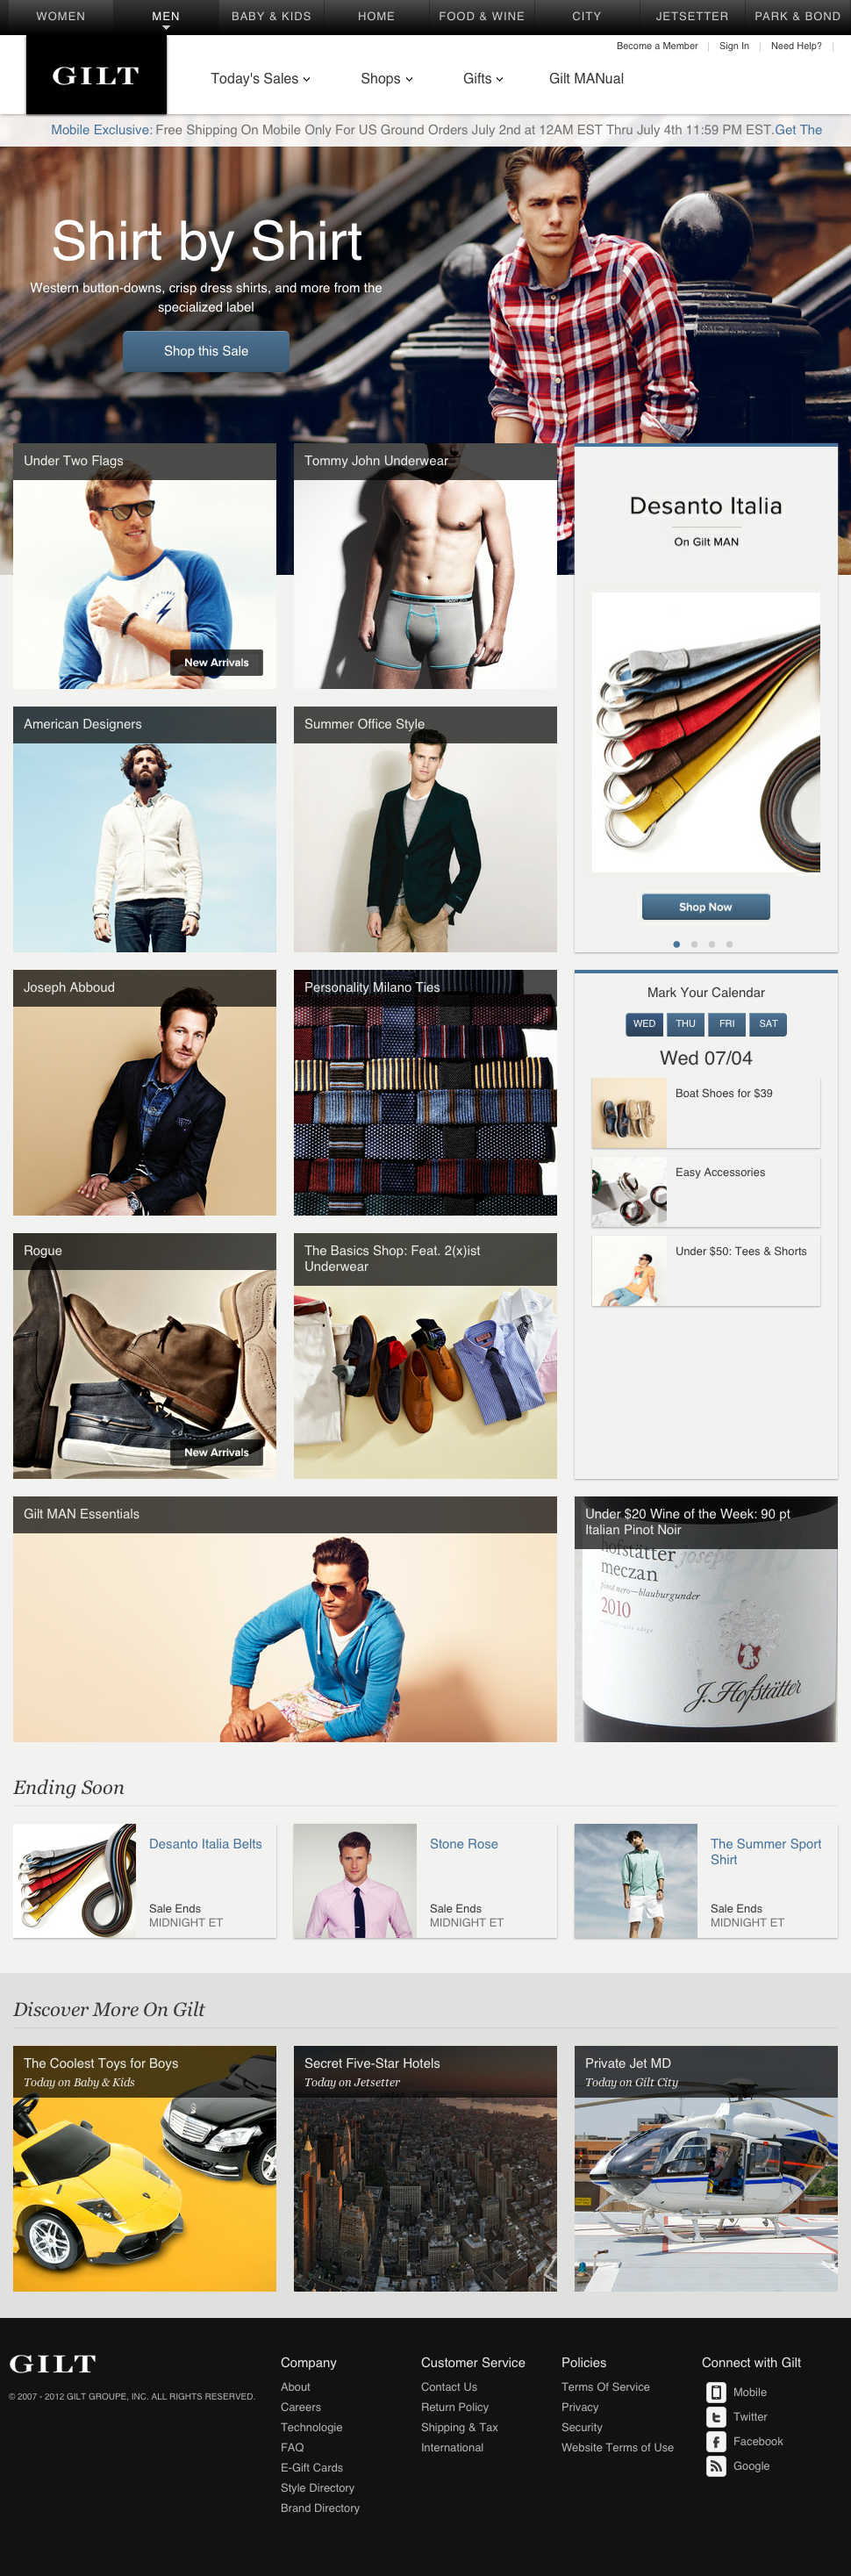 WOMEN
MEN
BABY & KIDS
HOME
FOOD & WINE
CITY
JETSETTER
PARK & BOND
Become a Member
Sign In
Need Help?
GILT
Today's Sales
Shops
Gifts
Gilt MANual
Mobile Exclusive: Free Shipping On Mobile Only For US Ground Orders July 2nd at 12AM EST Thru July 4th 11:59 PM EST.Get The
Shirt by Shirt
Western button-downs, crisp dress shirts, and more from the
specialized label
Shop this Sale
Under Two Flags
New Arrivals
Tommy John Underwear
Desanto Italia
On Gilt MAN
Shop Now
American Designers
Summer Office Style
Joseph Abboud
Personality Milano Ties
Mark Your Calendar
WED
THU
FRI
SAT
Wed 07/04
Boat Shoes for $39
Easy Accessories
Under $50: Tees & Shorts
Rogue
New Arrivals
The Basics Shop: Feat. 2(x)ist
Underwear
Gilt MAN Essentials
Under $20 Wine of the Week: 90 pt
Italian Pinot Noir
hofstätter joseph
meczan
pinot nero—blauburgunder
2010
J. Hofstätter
Ending Soon
Desanto Italia Belts
Sale Ends
MIDNIGHT ET
Stone Rose
Sale Ends
MIDNIGHT ET
The Summer Sport
Shirt
Sale Ends
MIDNIGHT ET
Discover More On Gilt
The Coolest Toys for Boys
Today on Baby & Kids
Secret Five-Star Hotels
Today on Jetsetter
Private Jet MD
Today on Gilt City
GILT
© 2007 - 2012 GILT GROUPE, INC. ALL RIGHTS RESERVED.
Company
About
Careers
Technologie
FAQ
E-Gift Cards
Style Directory
Brand Directory
Customer Service
Contact Us
Return Policy
Shipping & Tax
International
Policies
Terms Of Service
Privacy
Security
Website Terms of Use
Connect with Gilt
Mobile
Twitter
Facebook
Google